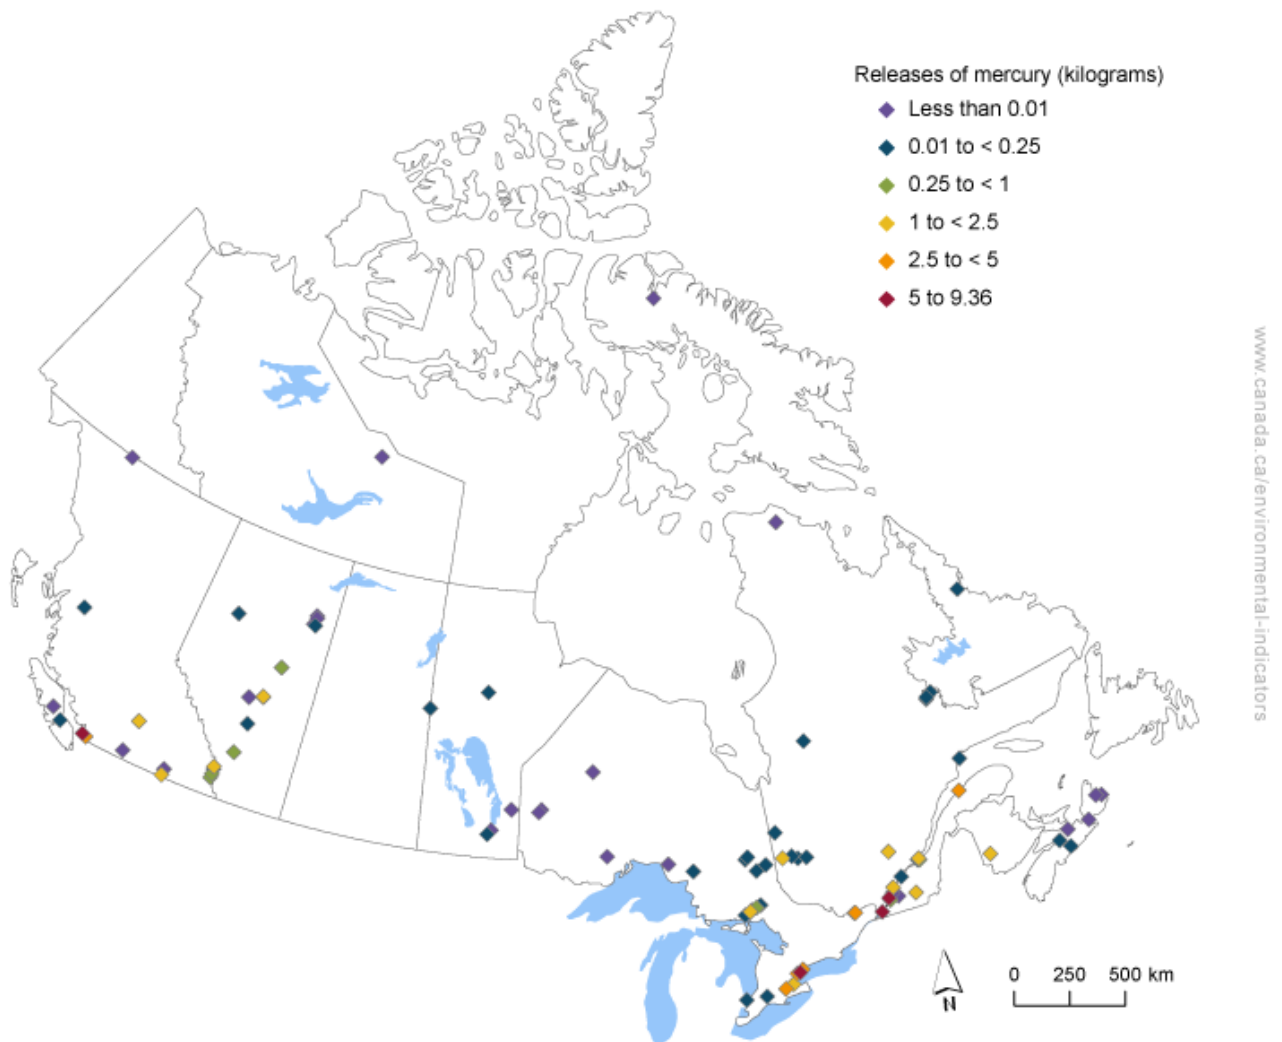 Releases of mercury (kilograms)
Less than 0.01
0.01 to < 0.25
0.25 to < 1
1 to < 2.5
2.5 to < 5
5 to 9.36
www.canada.ca/environmental-indicators
N
0 250 500 km